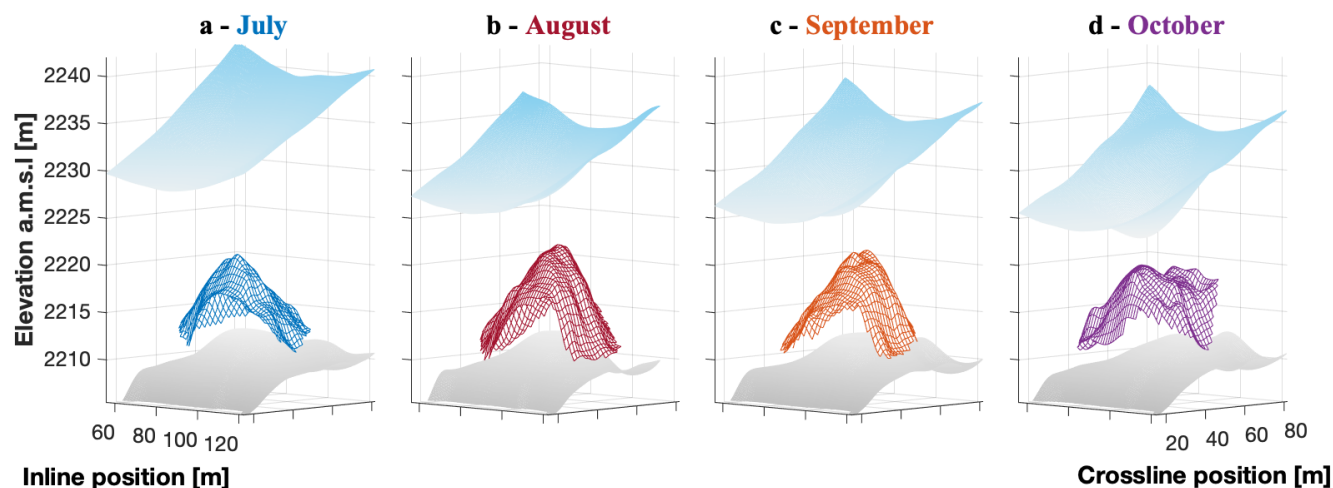 a - July
b - August
c - September
d - October
Elevation a.m.s.l [m]
2240
2235
2230
2225
2220
2215
2210
60 80 100 120
20 40 60 80
Inline position [m]
Crossline position [m]